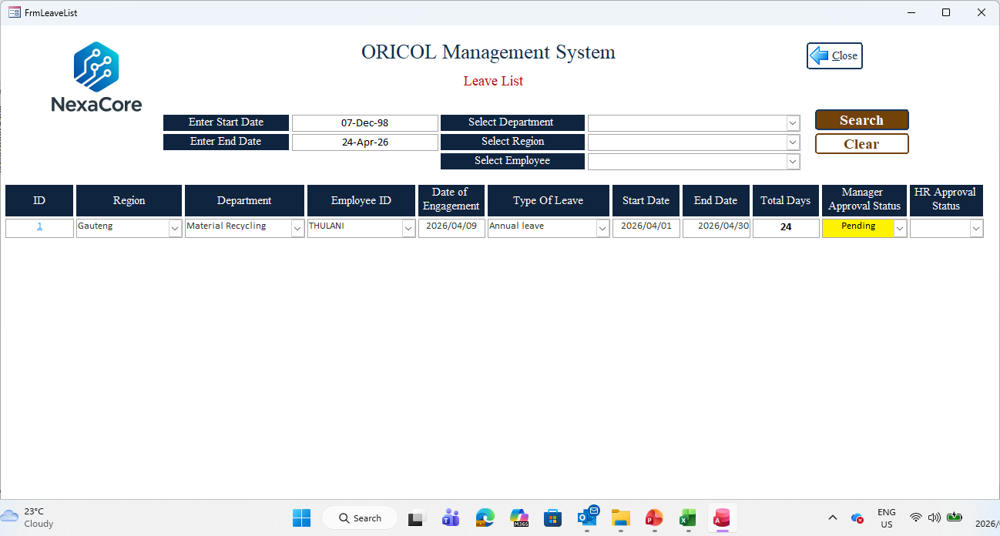 FrmLeaveList
NexaCore
ORICOL Management System
Leave List
Close
Enter Start Date 07-Dec-98 Select Department Search
Enter End Date 24-Apr-26 Select Region Clear
Select Employee
ID Region Department Employee ID Date of Engagement Type Of Leave Start Date End Date Total Days Manager Approval Status HR Approval Status
1 Gauteng Material Recycling THULANI 2026/04/09 Annual leave 2026/04/01 2026/04/30 24 Pending
23°C
Cloudy
Search
M365
ENG
US
2026/